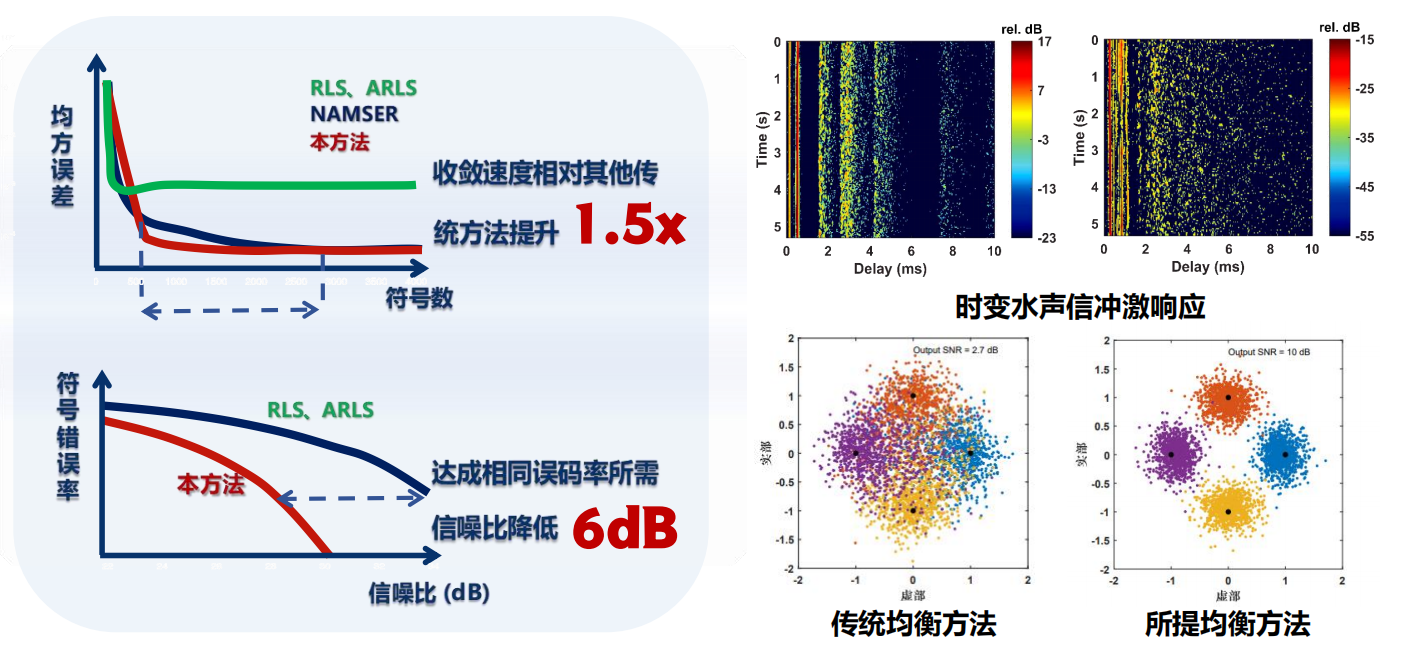 均方误差
RLS、ARLS
NAMSER
本方法
收敛速度相对其他传
统方法提升 1.5x
0 500 1000 1500 2000 2500 3000 3500
符号数
符号错误率
RLS、ARLS
本方法
达成相同误码率所需
信噪比降低 6dB
信噪比 (dB)
rel. dB
17
7
-3
-13
-23
0
1
2
3
4
5
Time (s)
0 2 4 6 8 10
Delay (ms)
rel. dB
-15
-25
-35
-45
-55
0
1
2
3
4
5
Time (s)
0 2 4 6 8 10
Delay (ms)
时变水声信冲激响应
Output SNR = 2.7 dB
2
1.5
1
0.5
0
-0.5
-1
-1.5
-2
实部
-2 -1 0 1 2
虚部
传统均衡方法
Output SNR = 10 dB
2
1.5
1
0.5
0
-0.5
-1
-1.5
-2
实部
-2 -1 0 1 2
虚部
所提均衡方法